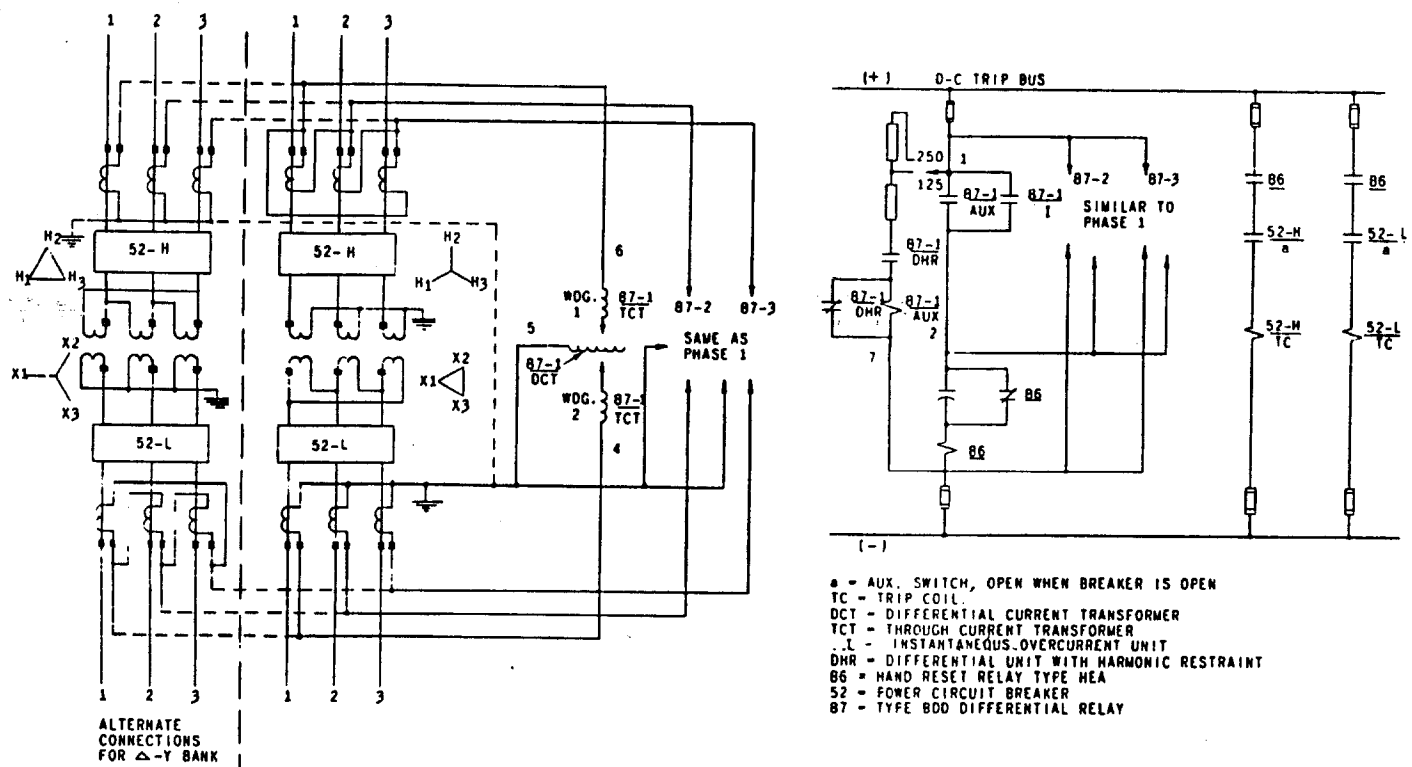 1 2 3 1 2 3
(+) D-C TRIP BUS
250 1
125
87-2 87-3
SIMILAR TO
PHASE 1
87-1
AUX
87-1
I
86
86
52-H
a
52-L
a
H2
H1 H3
52-H
52-H
H2
H1 H3
6
87-1
DHR
87-1
DHR
87-1
AUX
2
7
WDG.
1
87-1
TCT
87-2 87-3
SAME AS
PHASE 1
5
87-1
DCT
52-H
TC
52-L
TC
X2
X1
X3
X2
X1
X3
WDG.
2
87-1
TCT
4
86
86
52-L
52-L
(-)
1 2 3 1 2 3
ALTERNATE
CONNECTIONS
FOR △-Y BANK
a = AUX. SWITCH, OPEN WHEN BREAKER IS OPEN
TC - TRIP COIL.
DCT - DIFFERENTIAL CURRENT TRANSFORMER
TCT - THROUGH CURRENT TRANSFORMER
- INSTANTANEOUS OVERCURRENT UNIT
DHR - DIFFERENTIAL UNIT WITH HARMONIC RESTRAINT
86 = HAND RESET RELAY TYPE HEA
52 - POWER CIRCUIT BREAKER
87 - TYPE BDD DIFFERENTIAL RELAY